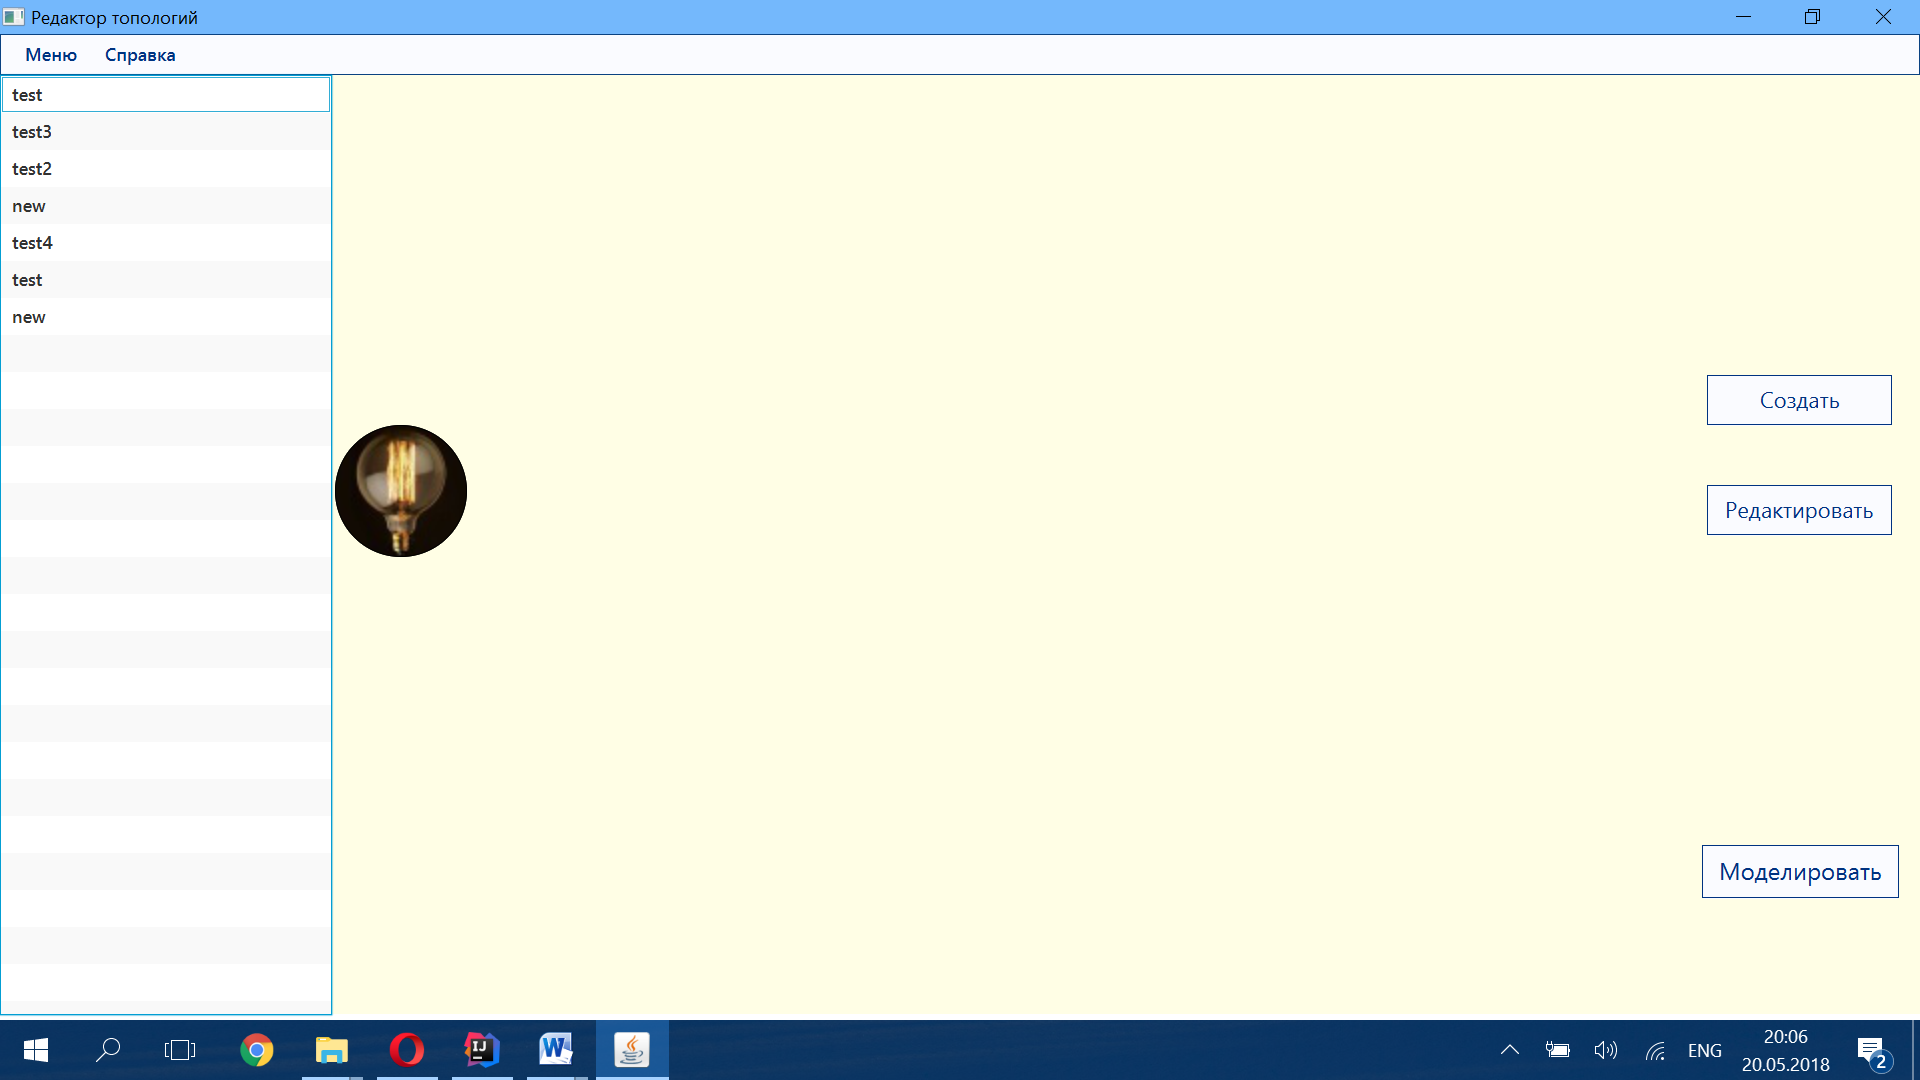 Редактор топологий
Меню Справка
test
test3
test2
new
test4
test
new
Создать
Редактировать
Моделировать
IJ
W
ENG
20:06
20.05.2018
2